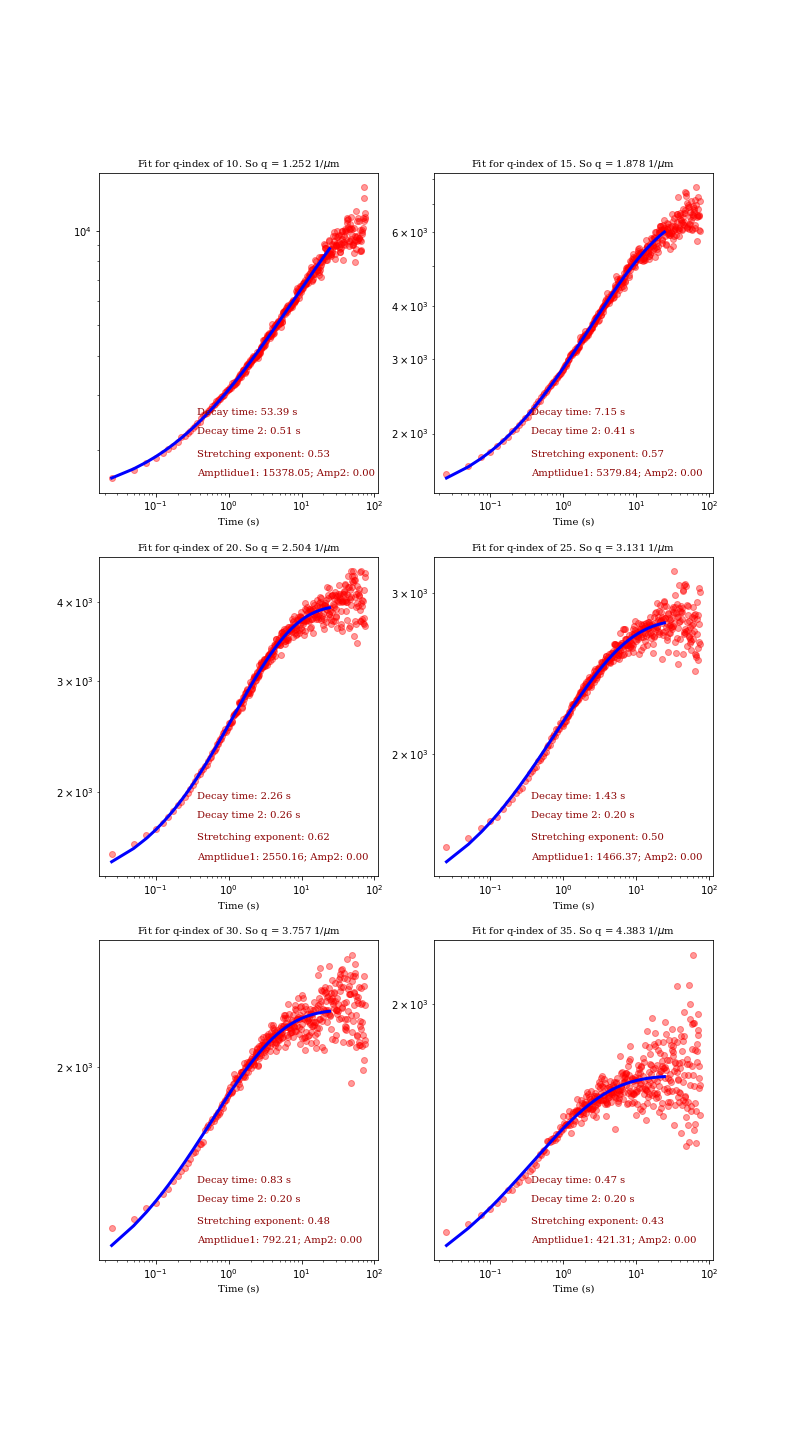 Fit for q-index of 10. So q = 1.252 1/μm
10⁴
Decay time: 53.39 s
Decay time 2: 0.51 s
Stretching exponent: 0.53
Amptlidue1: 15378.05; Amp2: 0.00
10⁻¹ 10⁰ 10¹ 10²
Time (s)
Fit for q-index of 15. So q = 1.878 1/μm
6 × 10³
4 × 10³
3 × 10³
2 × 10³
Decay time: 7.15 s
Decay time 2: 0.41 s
Stretching exponent: 0.57
Amptlidue1: 5379.84; Amp2: 0.00
10⁻¹ 10⁰ 10¹ 10²
Time (s)
Fit for q-index of 20. So q = 2.504 1/μm
4 × 10³
3 × 10³
2 × 10³
Decay time: 2.26 s
Decay time 2: 0.26 s
Stretching exponent: 0.62
Amptlidue1: 2550.16; Amp2: 0.00
10⁻¹ 10⁰ 10¹ 10²
Time (s)
Fit for q-index of 25. So q = 3.131 1/μm
3 × 10³
2 × 10³
Decay time: 1.43 s
Decay time 2: 0.20 s
Stretching exponent: 0.50
Amptlidue1: 1466.37; Amp2: 0.00
10⁻¹ 10⁰ 10¹ 10²
Time (s)
Fit for q-index of 30. So q = 3.757 1/μm
2 × 10³
Decay time: 0.83 s
Decay time 2: 0.20 s
Stretching exponent: 0.48
Amptlidue1: 792.21; Amp2: 0.00
10⁻¹ 10⁰ 10¹ 10²
Time (s)
Fit for q-index of 35. So q = 4.383 1/μm
2 × 10³
Decay time: 0.47 s
Decay time 2: 0.20 s
Stretching exponent: 0.43
Amptlidue1: 421.31; Amp2: 0.00
10⁻¹ 10⁰ 10¹ 10²
Time (s)